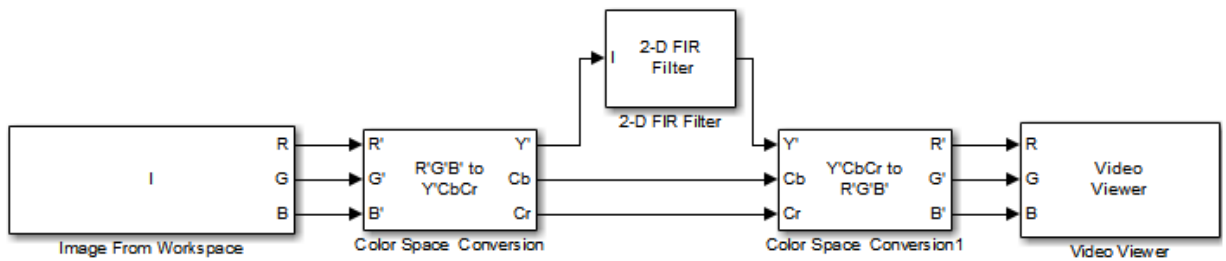 I
R
G
B
Image From Workspace
R'
G'
B'
R'G'B' to
Y'CbCr
Y'
Cb
Cr
Color Space Conversion
I
2-D FIR
Filter
2-D FIR Filter
Y'
Cb
Cr
Y'CbCr to
R'G'B'
R'
G'
B'
Color Space Conversion1
R
G
B
Video
Viewer
Video Viewer